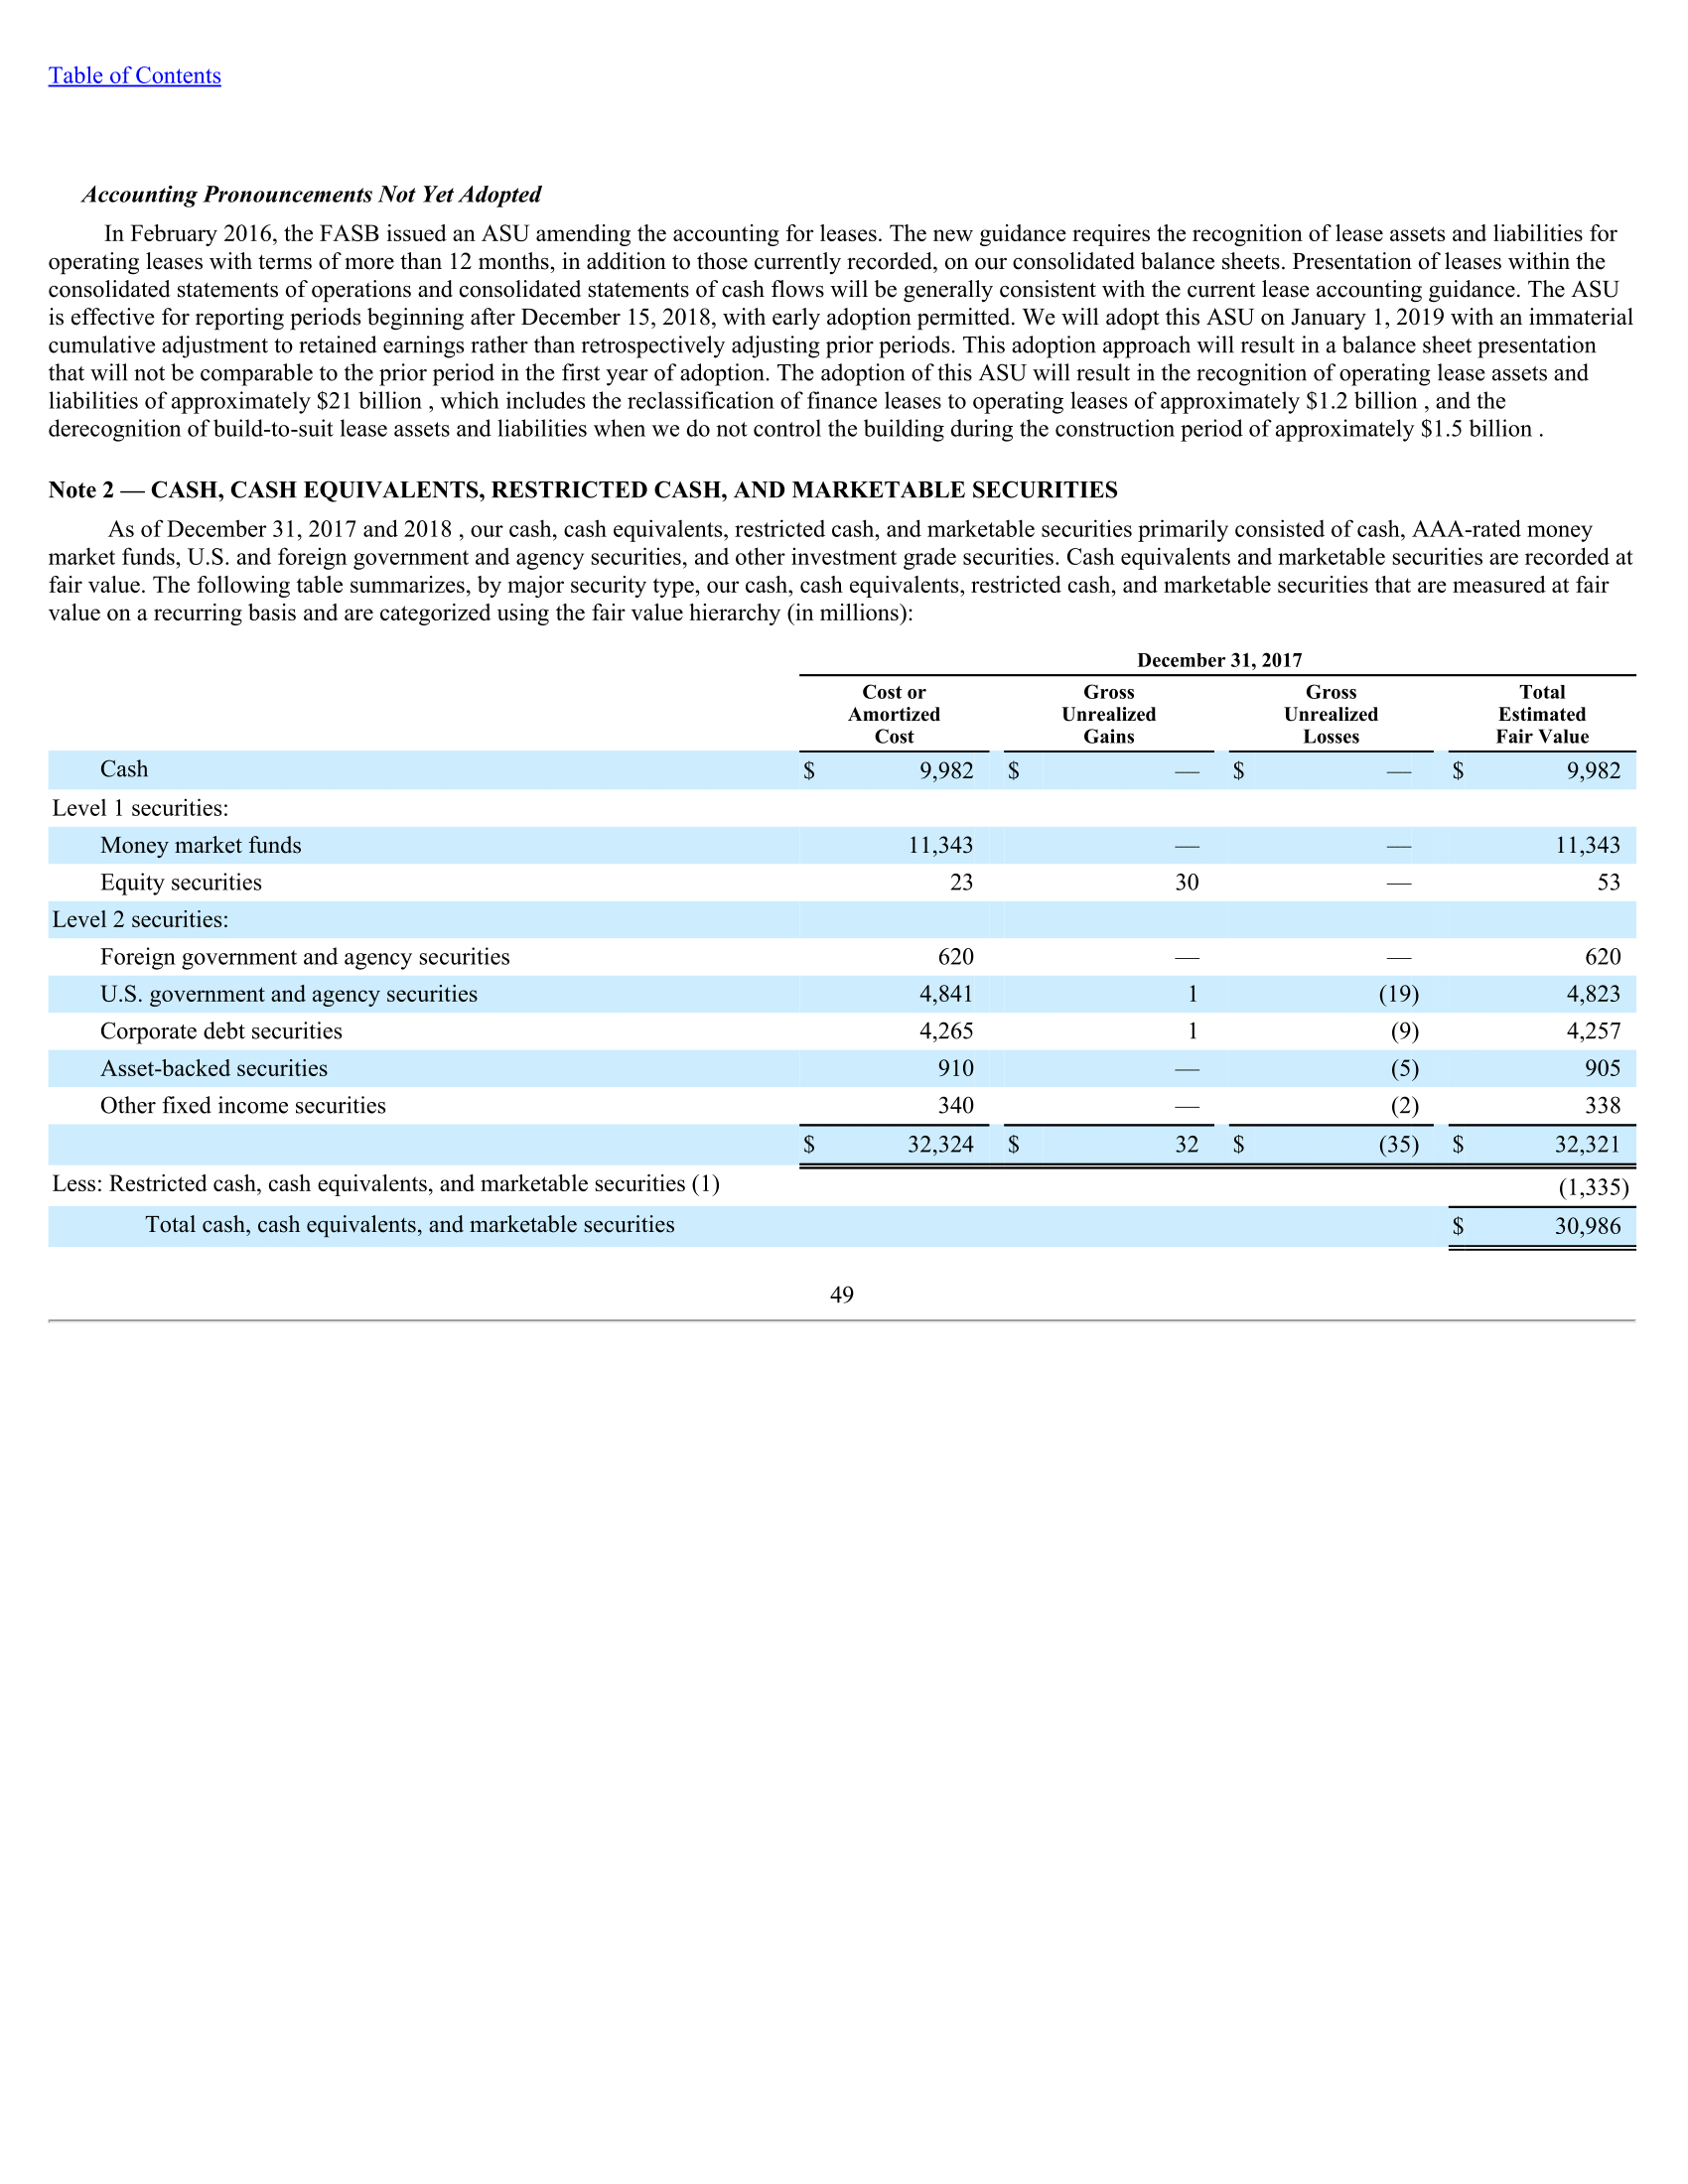 Table of Contents
Accounting Pronouncements Not Yet Adopted
In February 2016, the FASB issued an ASU amending the accounting for leases. The new guidance requires the recognition of lease assets and liabilities for
operating leases with terms of more than 12 months, in addition to those currently recorded, on our consolidated balance sheets. Presentation of leases within the
consolidated statements of operations and consolidated statements of cash flows will be generally consistent with the current lease accounting guidance. The ASU
is effective for reporting periods beginning after December 15, 2018, with early adoption permitted. We will adopt this ASU on January 1, 2019 with an immaterial
cumulative adjustment to retained earnings rather than retrospectively adjusting prior periods. This adoption approach will result in a balance sheet presentation
that will not be comparable to the prior period in the first year of adoption. The adoption of this ASU will result in the recognition of operating lease assets and
liabilities of approximately $21 billion , which includes the reclassification of finance leases to operating leases of approximately $1.2 billion , and the
derecognition of build-to-suit lease assets and liabilities when we do not control the building during the construction period of approximately $1.5 billion .
Note 2 — CASH, CASH EQUIVALENTS, RESTRICTED CASH, AND MARKETABLE SECURITIES
As of December 31, 2017 and 2018 , our cash, cash equivalents, restricted cash, and marketable securities primarily consisted of cash, AAA-rated money
market funds, U.S. and foreign government and agency securities, and other investment grade securities. Cash equivalents and marketable securities are recorded at
fair value. The following table summarizes, by major security type, our cash, cash equivalents, restricted cash, and marketable securities that are measured at fair
value on a recurring basis and are categorized using the fair value hierarchy (in millions):
December 31, 2017
Cost or Gross Gross Total
Amortized Unrealized Unrealized Estimated
Cost Gains Losses Fair Value
Cash $ 9,982 $ — $ — $ 9,982
Level 1 securities:
Money market funds 11,343 — — 11,343
Equity securities 23 30 — 53
Level 2 securities:
Foreign government and agency securities 620 — — 620
U.S. government and agency securities 4,841 1 (19) 4,823
Corporate debt securities 4,265 1 (9) 4,257
Asset-backed securities 910 — (5) 905
Other fixed income securities 340 — (2) 338
$ 32,324 $ 32 $ (35) $ 32,321
Less: Restricted cash, cash equivalents, and marketable securities (1) (1,335)
Total cash, cash equivalents, and marketable securities $ 30,986
49